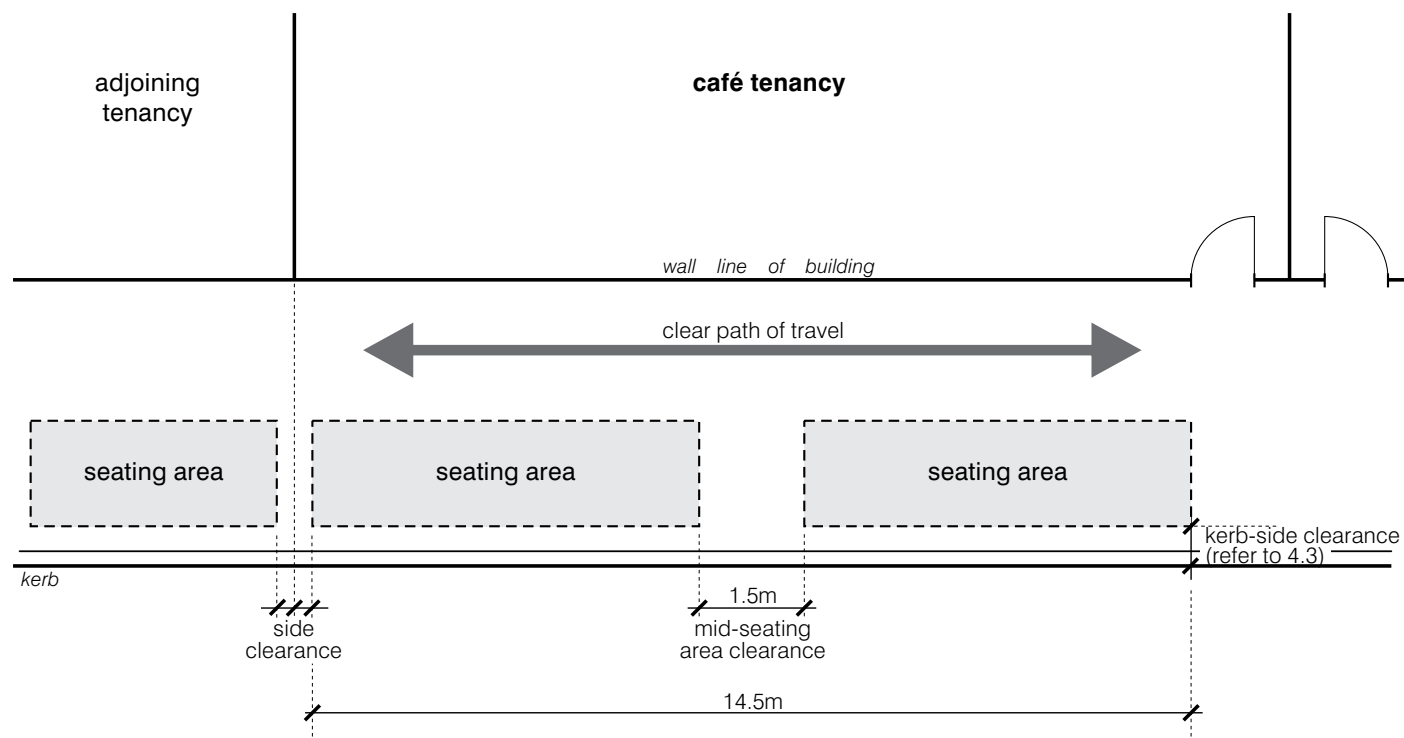 adjoining
tenancy
café tenancy
wall line of building
clear path of travel
seating area
seating area
seating area
kerb-side clearance
(refer to 4.3)
kerb
side
clearance
1.5m
mid-seating
area clearance
14.5m